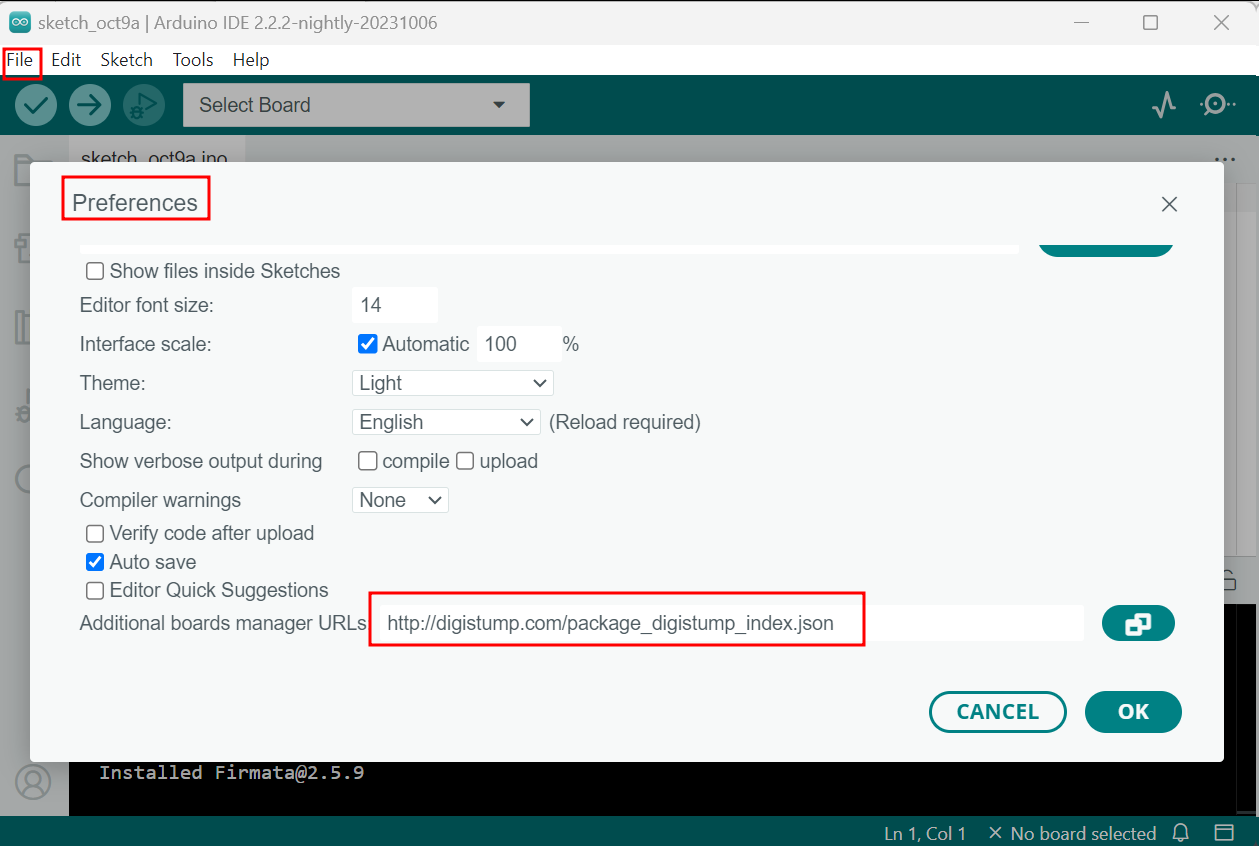 sketch_oct9a | Arduino IDE 2.2.2-nightly-20231006
File Edit Sketch Tools Help
Select Board
sketch_oct9a.ino
Preferences
Show files inside Sketches
Editor font size: 14
Interface scale: Automatic 100 %
Theme: Light
Language: English (Reload required)
Show verbose output during compile upload
Compiler warnings None
Verify code after upload
Auto save
Editor Quick Suggestions
Additional boards manager URLs http://digistump.com/package_digistump_index.json
CANCEL OK
Installed Firmata@2.5.9
Ln 1, Col 1 No board selected